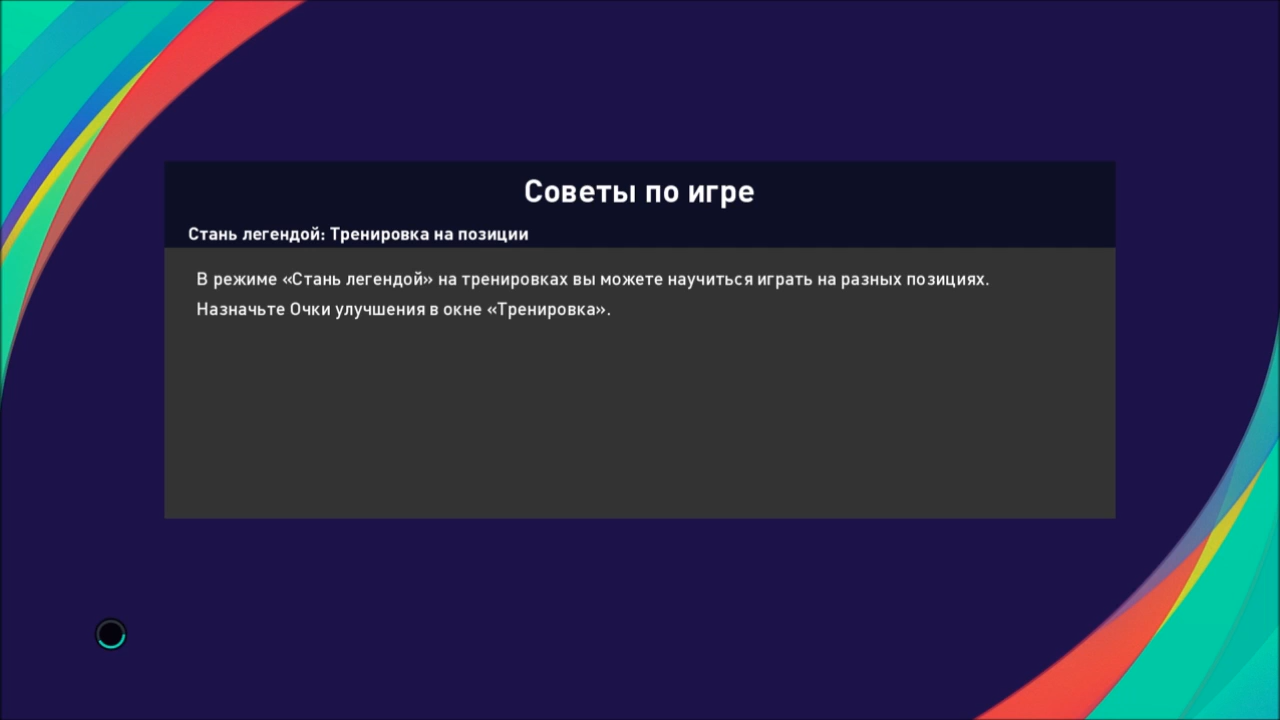 Советы по игре
Стань легендой: Тренировка на позиции
В режиме «Стань легендой» на тренировках вы можете научиться играть на разных позициях.
Назначьте Очки улучшения в окне «Тренировка».